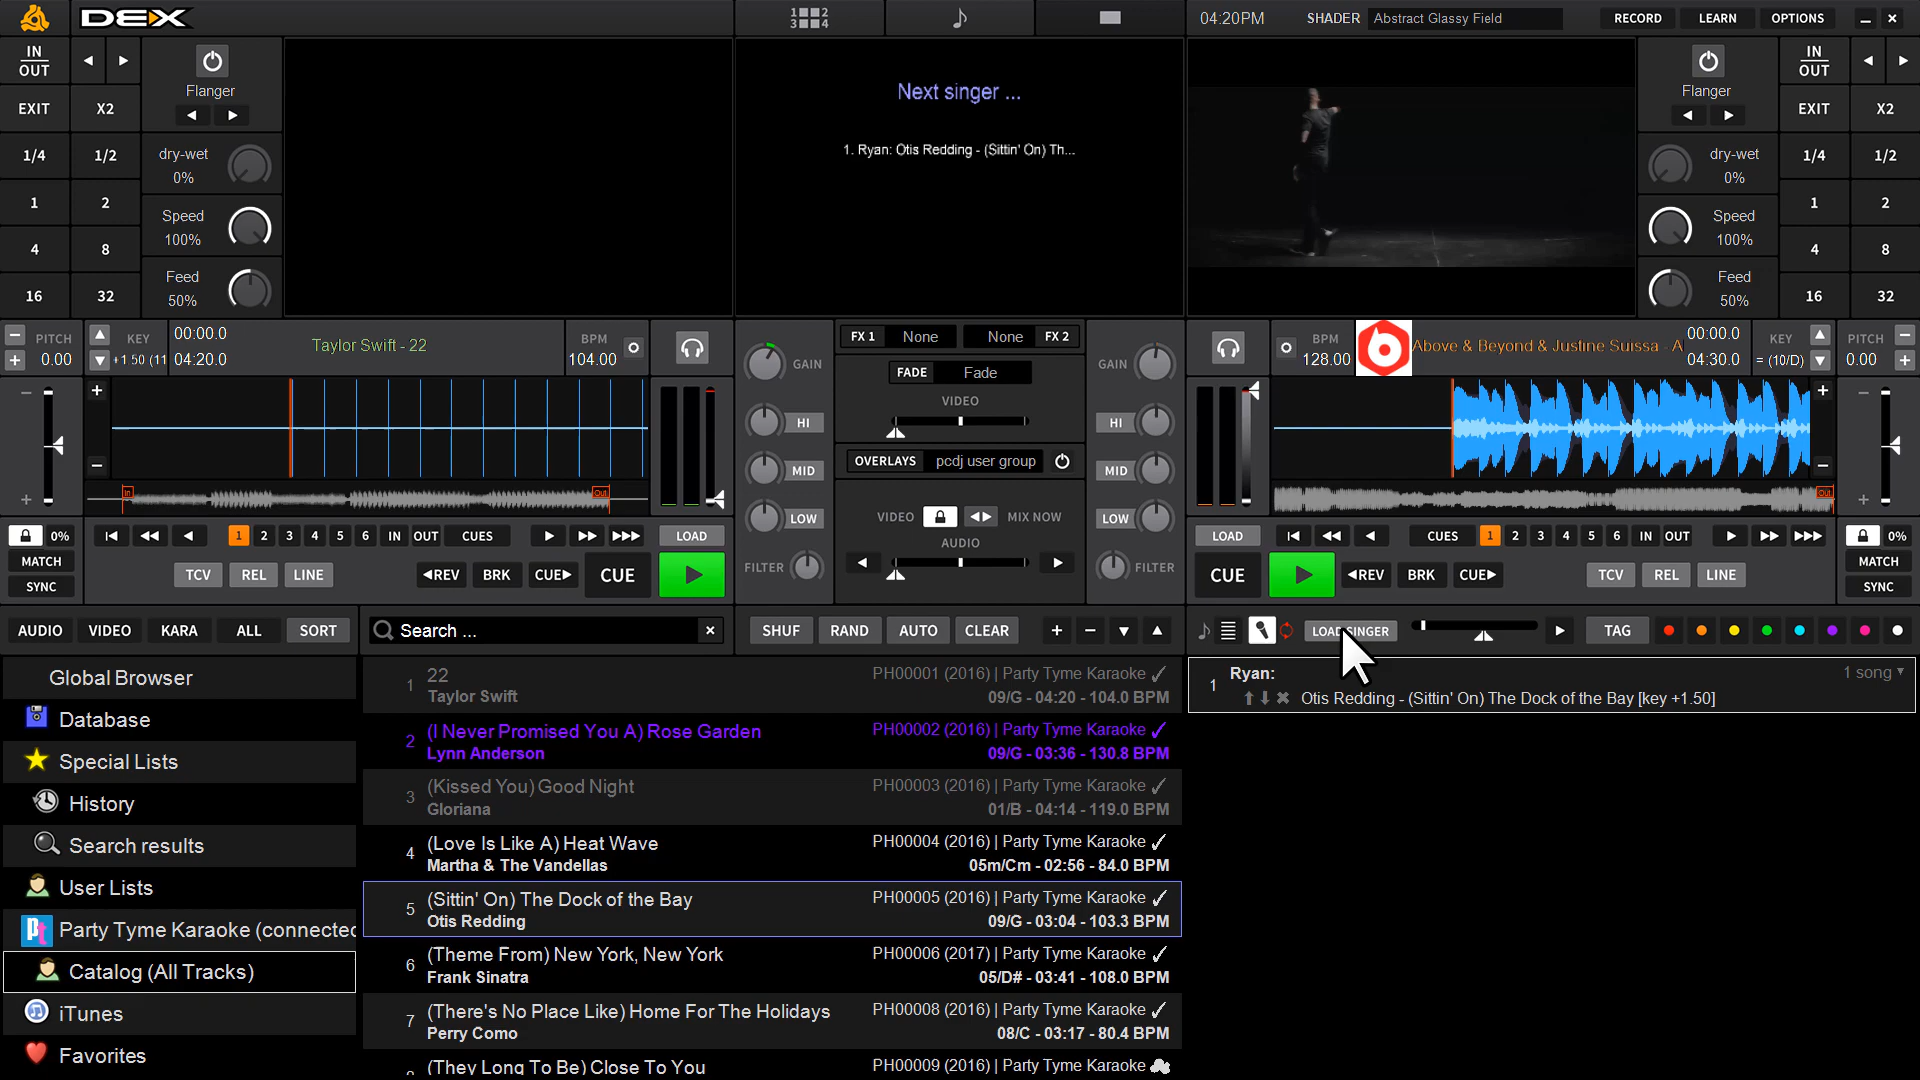 DEX
1 2
3 4
04:20PM
SHADER
Abstract Glassy Field
RECORD
LEARN
OPTIONS
IN
OUT
Flanger
EXIT
X2
1/4
1/2
dry-wet
0%
1
2
Speed
100%
4
8
Feed
50%
16
32
Next singer ...
1. Ryan: Otis Redding - (Sittin' On) Th...
IN
OUT
Flanger
EXIT
X2
dry-wet
0%
1/4
1/2
Speed
100%
1
2
4
8
Feed
50%
16
32
PITCH
0.00
KEY
+1.50 (11
00:00.0
04:20.0
Taylor Swift - 22
BPM
104.00
GAIN
HI
MID
LOW
FILTER
FX 1
None
None
FX 2
FADE
Fade
VIDEO
OVERLAYS
pcdj user group
VIDEO
MIX NOW
AUDIO
GAIN
HI
MID
LOW
FILTER
BPM
128.00
Above & Beyond & Justine Suissa - A
00:00.0
04:30.0
KEY
= (10/D)
PITCH
0.00
In
Out
Out
0%
MATCH
SYNC
1
2
3
4
5
6
IN
OUT
CUES
LOAD
TCV
REL
LINE
REV
BRK
CUE
CUE
LOAD
CUES
1
2
3
4
5
6
IN
OUT
CUE
REV
BRK
CUE
TCV
REL
LINE
0%
MATCH
SYNC
AUDIO
VIDEO
KARA
ALL
SORT
Search ...
SHUF
RAND
AUTO
CLEAR
LOAD SINGER
TAG
Global Browser
Database
Special Lists
History
Search results
User Lists
Party Tyme Karaoke (connected
Catalog (All Tracks)
iTunes
Favorites
1
22
PH00001 (2016) | Party Tyme Karaoke
Taylor Swift
09/G - 04:20 - 104.0 BPM
2
(I Never Promised You A) Rose Garden
PH00002 (2016) | Party Tyme Karaoke
Lynn Anderson
09/G - 03:36 - 130.8 BPM
3
(Kissed You) Good Night
PH00003 (2016) | Party Tyme Karaoke
Gloriana
01/B - 04:14 - 119.0 BPM
4
(Love Is Like A) Heat Wave
PH00004 (2016) | Party Tyme Karaoke
Martha & The Vandellas
05m/Cm - 02:56 - 84.0 BPM
5
(Sittin' On) The Dock of the Bay
PH00005 (2016) | Party Tyme Karaoke
Otis Redding
09/G - 03:04 - 103.3 BPM
6
(Theme From) New York, New York
PH00006 (2017) | Party Tyme Karaoke
Frank Sinatra
05/D# - 03:41 - 108.0 BPM
7
(There's No Place Like) Home For The Holidays
PH00008 (2016) | Party Tyme Karaoke
Perry Como
08/C - 03:17 - 80.4 BPM
(They Long To Be) Close To You
PH00009 (2016) | Party Tyme Karaoke
1
Ryan:
1 song
Otis Redding - (Sittin' On) The Dock of the Bay [key +1.50]